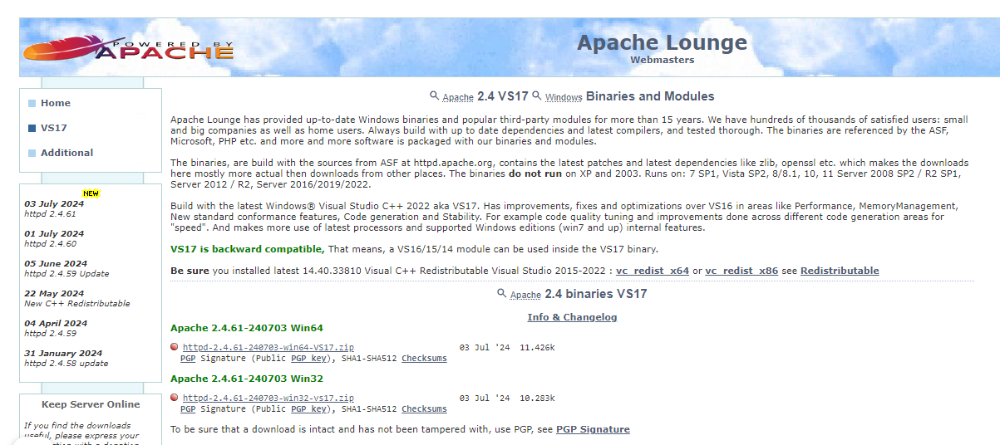 POWERED BY
APACHE
Apache Lounge
Webmasters
Home
VS17
Additional
NEW
03 July 2024
httpd 2.4.61
01 July 2024
httpd 2.4.60
05 June 2024
httpd 2.4.59 Update
22 May 2024
New C++ Redistributable
04 April 2024
httpd 2.4.59
31 January 2024
httpd 2.4.58 update
Keep Server Online
If you find the downloads
useful, please express your
with a donation
Apache 2.4 VS17 Windows Binaries and Modules
Apache Lounge has provided up-to-date Windows binaries and popular third-party modules for more than 15 years. We have hundreds of thousands of satisfied users: small
and big companies as well as home users. Always build with up to date dependencies and latest compilers, and tested thorough. The binaries are referenced by the ASF,
Microsoft, PHP etc. and more and more software is packaged with our binaries and modules.
The binaries, are build with the sources from ASF at httpd.apache.org, contains the latest patches and latest dependencies like zlib, openssl etc. which makes the downloads
here mostly more actual then downloads from other places. The binaries do not run on XP and 2003. Runs on: 7 SP1, Vista SP2, 8/8.1, 10, 11 Server 2008 SP2 / R2 SP1,
Server 2012 / R2, Server 2016/2019/2022.
Build with the latest Windows® Visual Studio C++ 2022 aka VS17. Has improvements, fixes and optimizations over VS16 in areas like Performance, MemoryManagement,
New standard conformance features, Code generation and Stability. For example code quality tuning and improvements done across different code generation areas for
"speed". And makes more use of latest processors and supported Windows editions (win7 and up) internal features.
VS17 is backward compatible, That means, a VS16/15/14 module can be used inside the VS17 binary.
Be sure you installed latest 14.40.33810 Visual C++ Redistributable Visual Studio 2015-2022 : vc_redist_x64 or vc_redist_x86 see Redistributable
Apache 2.4 binaries VS17
Info & Changelog
Apache 2.4.61-240703 Win64
httpd-2.4.61-240703-win64-VS17.zip 03 Jul '24 11.426k
PGP Signature (Public PGP key), SHA1-SHA512 Checksums
Apache 2.4.61-240703 Win32
httpd-2.4.61-240703-win32-vs17.zip 03 Jul '24 10.283k
PGP Signature (Public PGP key), SHA1-SHA512 Checksums
To be sure that a download is intact and has not been tampered with, use PGP, see PGP Signature